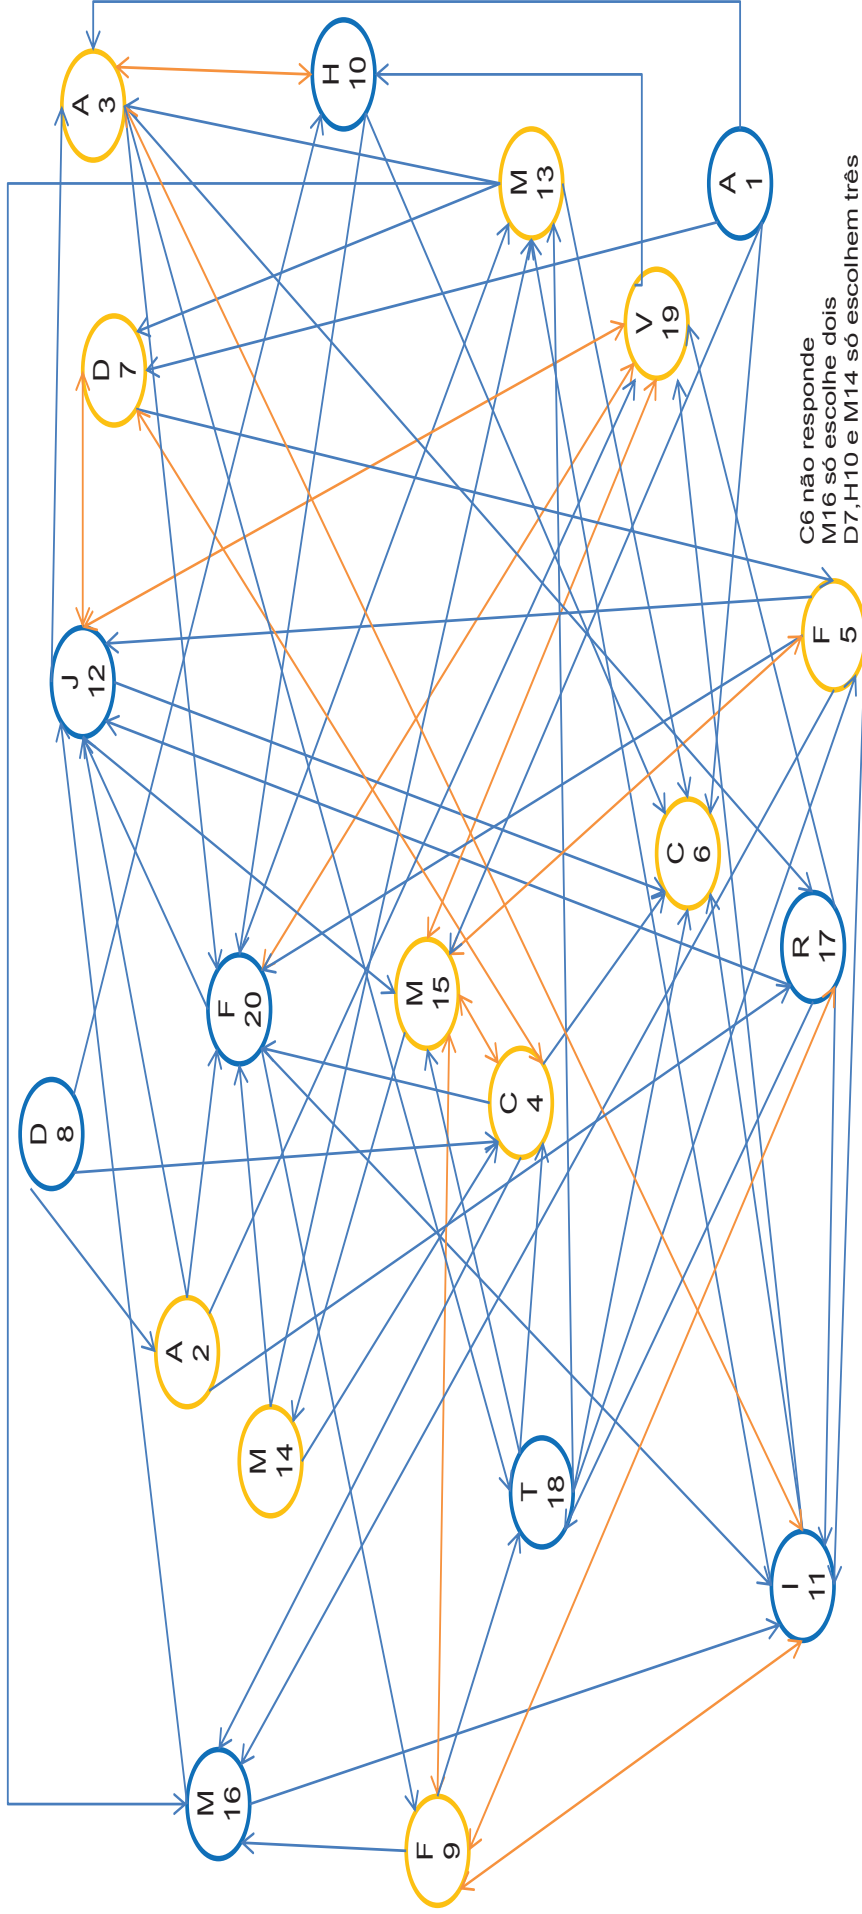 D
8
J
12
A
3
D
7
A
2
M
16
F
20
M
14
H
10
M
15
F
9
C
4
M
13
T
18
V
19
C
6
A
1
I
11
R
17
F
5
C6 não responde
M16 só escolhe dois
D7,H10 e M14 só escolhem três